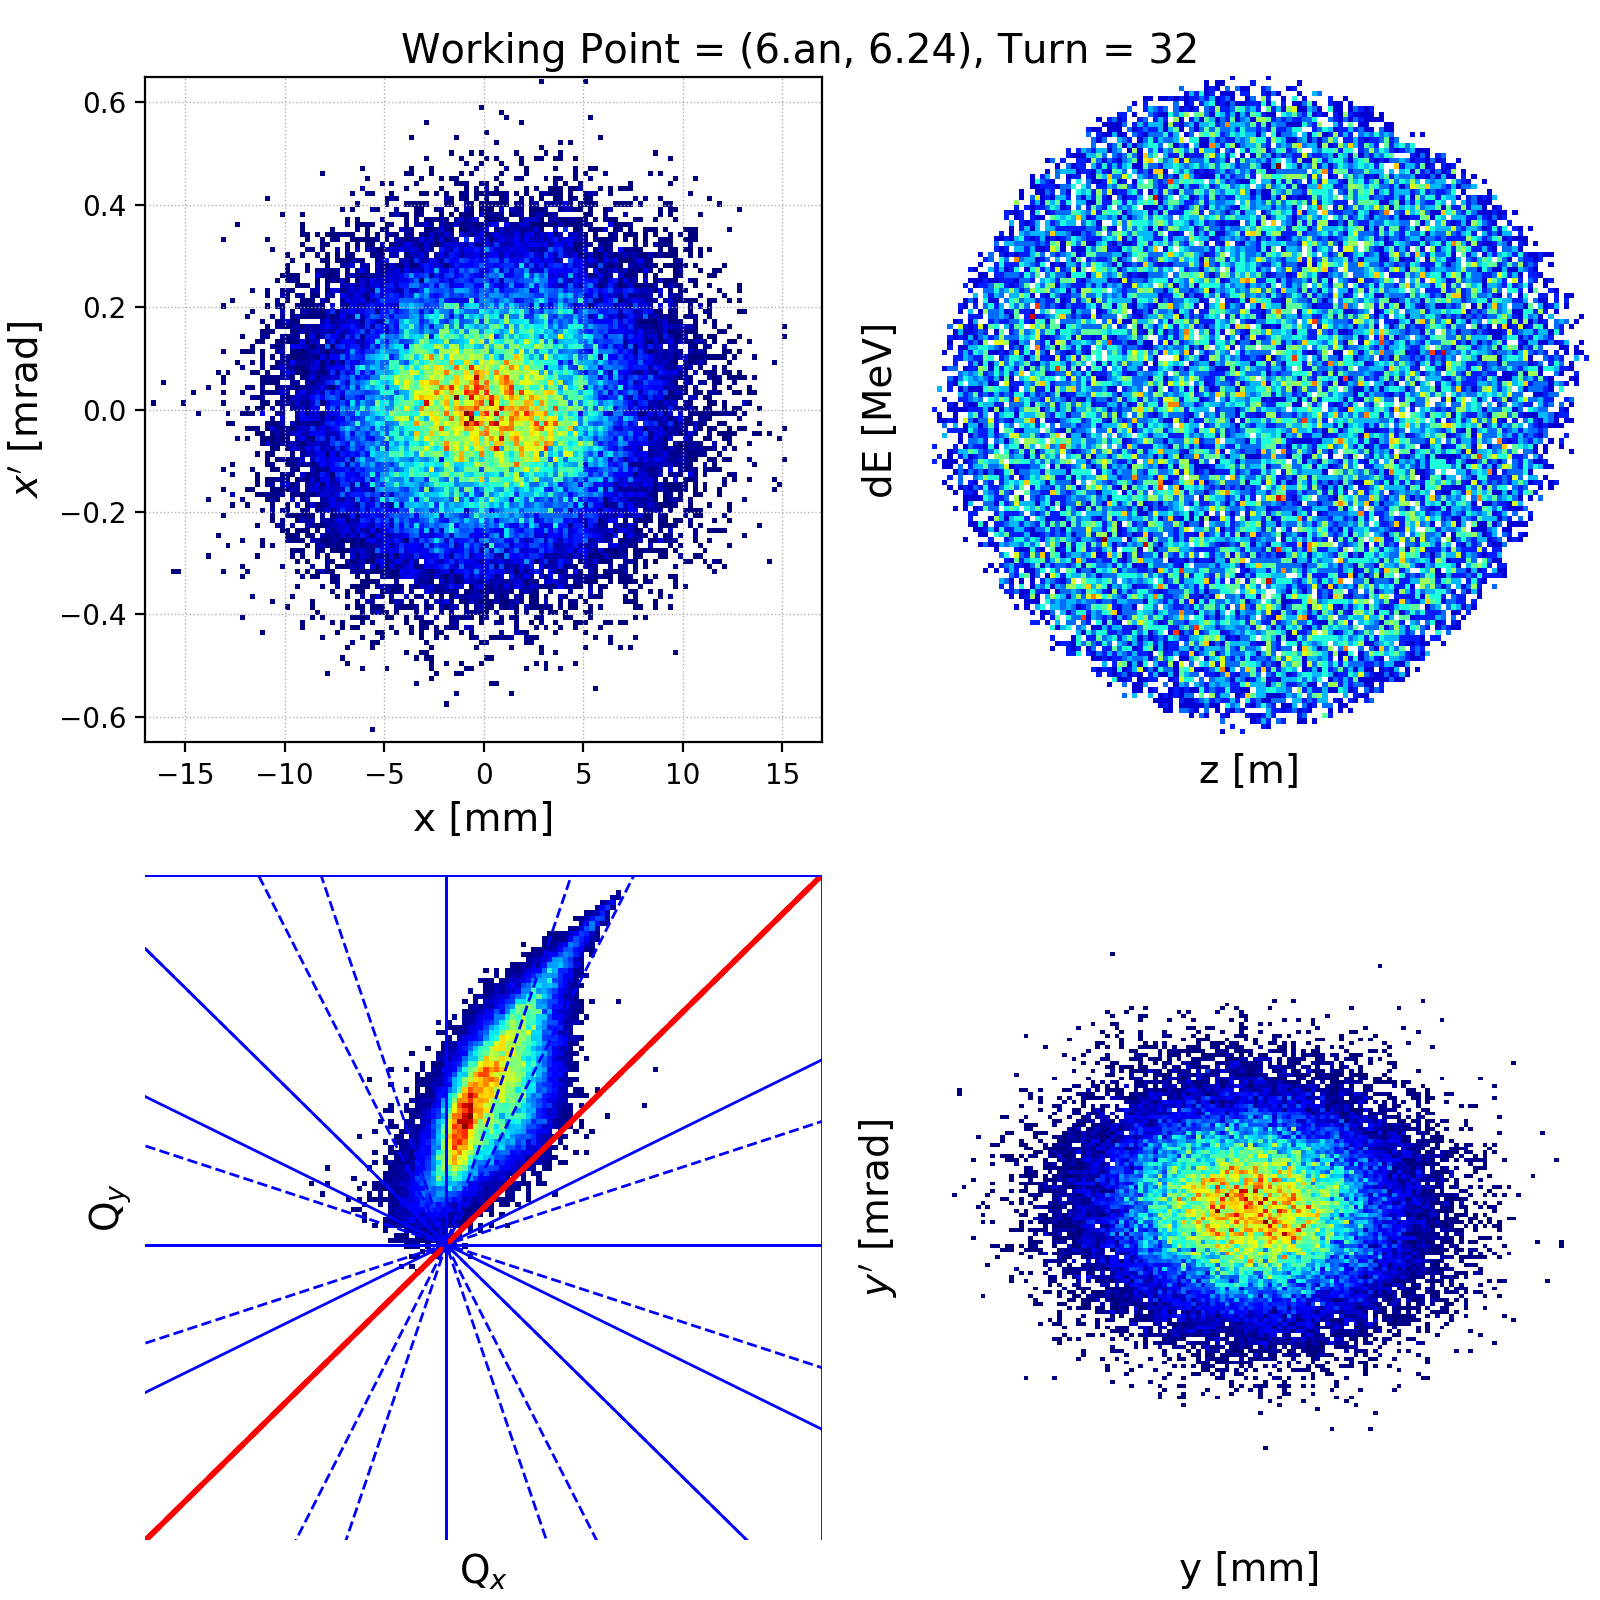 Working Point = (6.an, 6.24), Turn = 32
0.6
0.4
0.2
0.0
−0.2
−0.4
−0.6
x′ [mrad]
−15 −10 −5 0 5 10 15
x [mm]
dE [MeV]
z [m]
Qy
Qx
y′ [mrad]
y [mm]